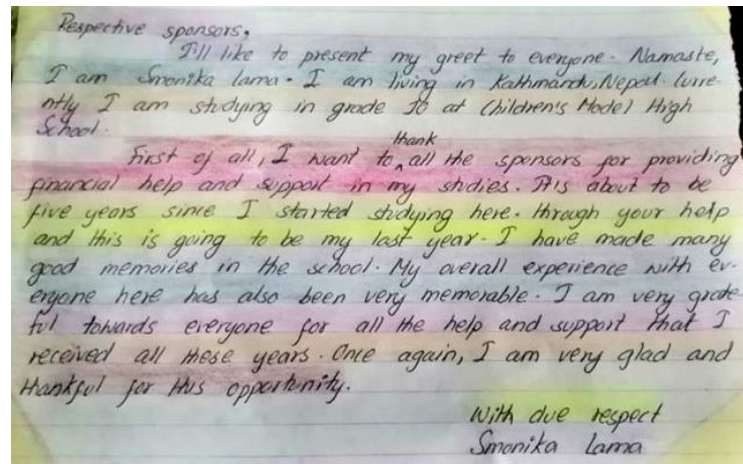 Respective sponsors,
I'll like to present my greet to everyone. Namaste,
I am Smonika lama. I am living in Kathmandu, Nepal. Curre-
ntly I am studying in grade 10 at Children's Model High
School.
First of all, I want to thank all the sponsors for providing
financial help and support in my studies. It is about to be
five years since I started studying here. through your help
and this is going to be my last year. I have made many
good memories in the school. My overall experience with ev-
eryone here has also been very memorable. I am very grate-
ful towards everyone for all the help and support that I
received all these years. Once again, I am very glad and
thankful for this opportunity.
With due respect
Smonika Lama